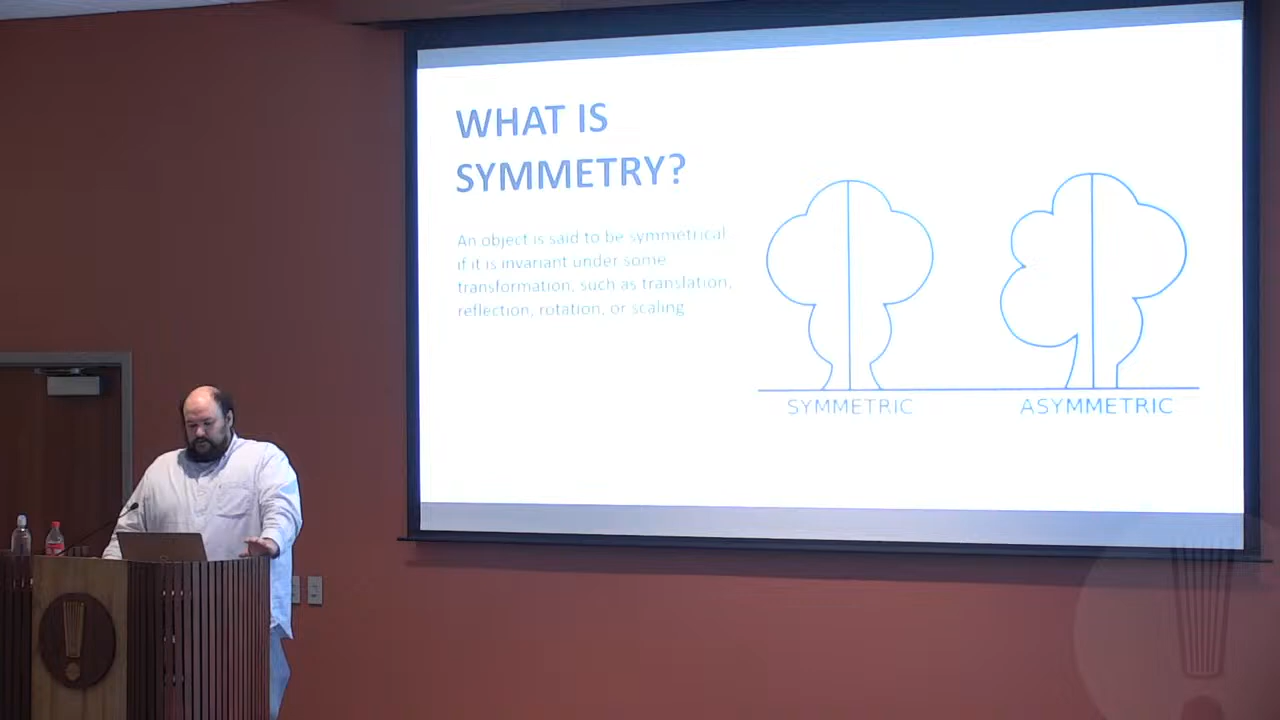 WHAT IS
SYMMETRY?
An object is said to be symmetrical
if it is invariant under some
transformation, such as translation,
reflection, rotation, or scaling
SYMMETRIC
ASYMMETRIC